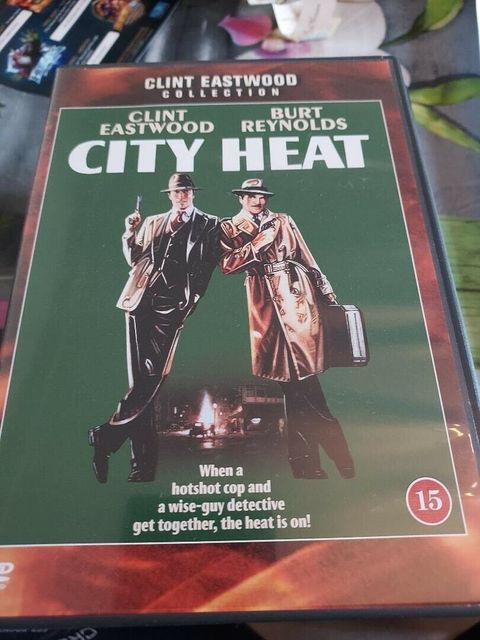 CLINT EASTWOOD
COLLECTION
CLINT EASTWOOD
BURT REYNOLDS
CITY HEAT
When a
hotshot cop and
a wise-guy detective
get together, the heat is on!
15